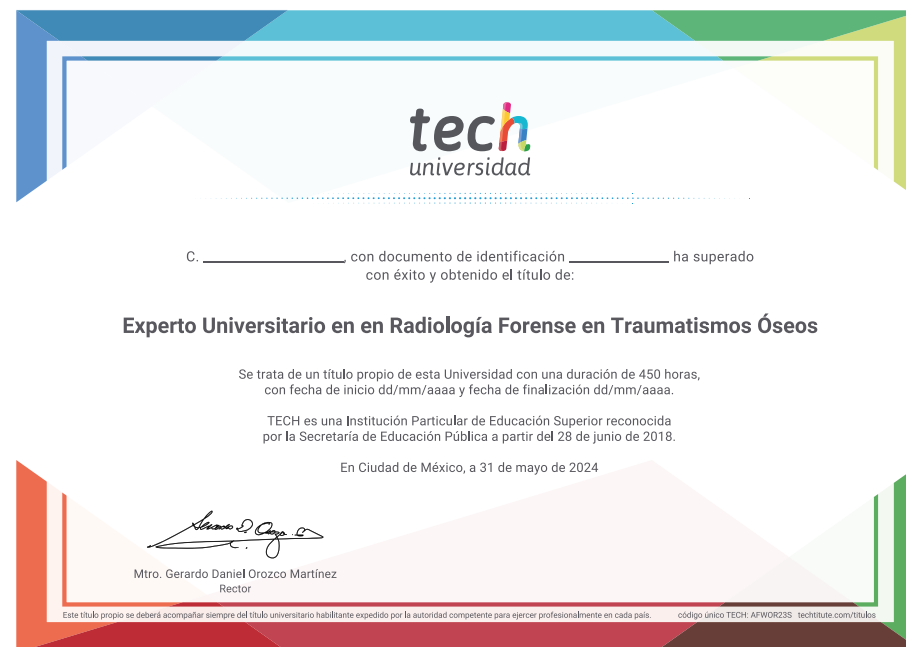 tech
universidad
C. ____________, con documento de identificación ____________ ha superado
con éxito y obtenido el título de:
Experto Universitario en en Radiología Forense en Traumatismos Óseos
Se trata de un título propio de esta Universidad con una duración de 450 horas,
con fecha de inicio dd/mm/aaaa y fecha de finalización dd/mm/aaaa.
TECH es una Institución Particular de Educación Superior reconocida
por la Secretaría de Educación Pública a partir del 28 de junio de 2018.
En Ciudad de México, a 31 de mayo de 2024
Mtro. Gerardo Daniel Orozco Martínez
Rector
Este título propio se deberá acompañar siempre del título universitario habilitante expedido por la autoridad competente para ejercer profesionalmente en cada país. código único TECH: AFWOR23S techtitute.com/titulos